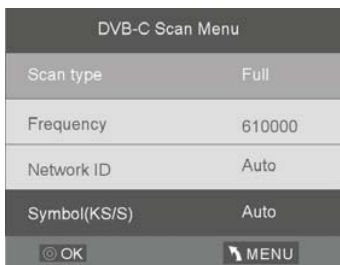 DVB-C Scan Menu
Scan type Full
Frequency 610000
Network ID Auto
Symbol(KS/S) Auto
OK MENU